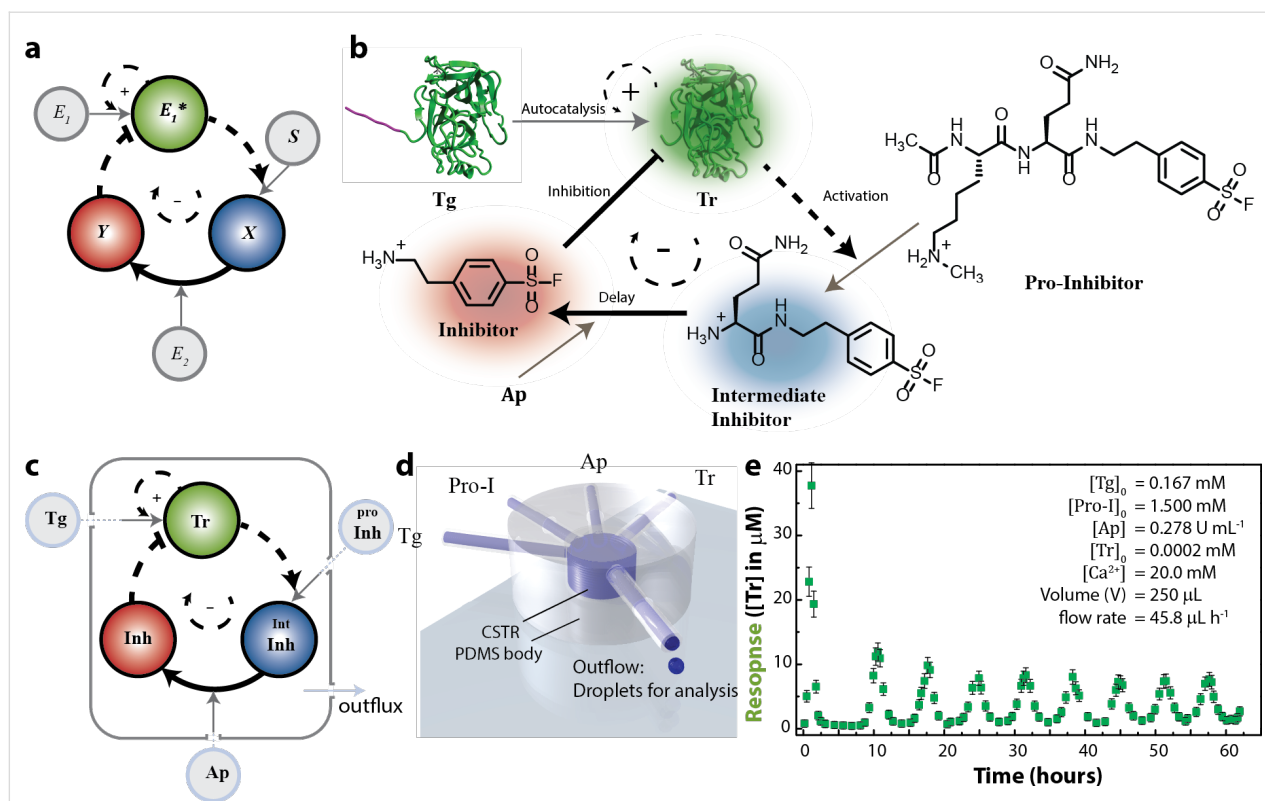 a
E1
+
E1*
S
-
Y
X
E2
b
Autocatalysis
+
Tg
Tr
Inhibition
Activation
-
H3N
+
O
S
F
O
Inhibitor
Delay
Ap
O
NH2
+
H3N
O
H
N
O
S
F
O
Intermediate
Inhibitor
O
NH2
H3C
O
H
N
O
N
H
O
H
N
O
S
F
O
+
H2N
CH3
Pro-Inhibitor
c
Tg
+
Tr
pro
Inh
-
Inh
Int
Inh
outflux
Ap
d
Ap
Pro-I
Tr
Tg
CSTR
PDMS body
Outflow:
Droplets for analysis
e
Resopnse ([Tr] in μM)
40
30
20
10
0
[Tg]0 = 0.167 mM
[Pro-I]0 = 1.500 mM
[Ap] = 0.278 U mL-1
[Tr]0 = 0.0002 mM
[Ca2+] = 20.0 mM
Volume (V) = 250 μL
flow rate = 45.8 μL h-1
0 10 20 30 40 50 60
Time (hours)